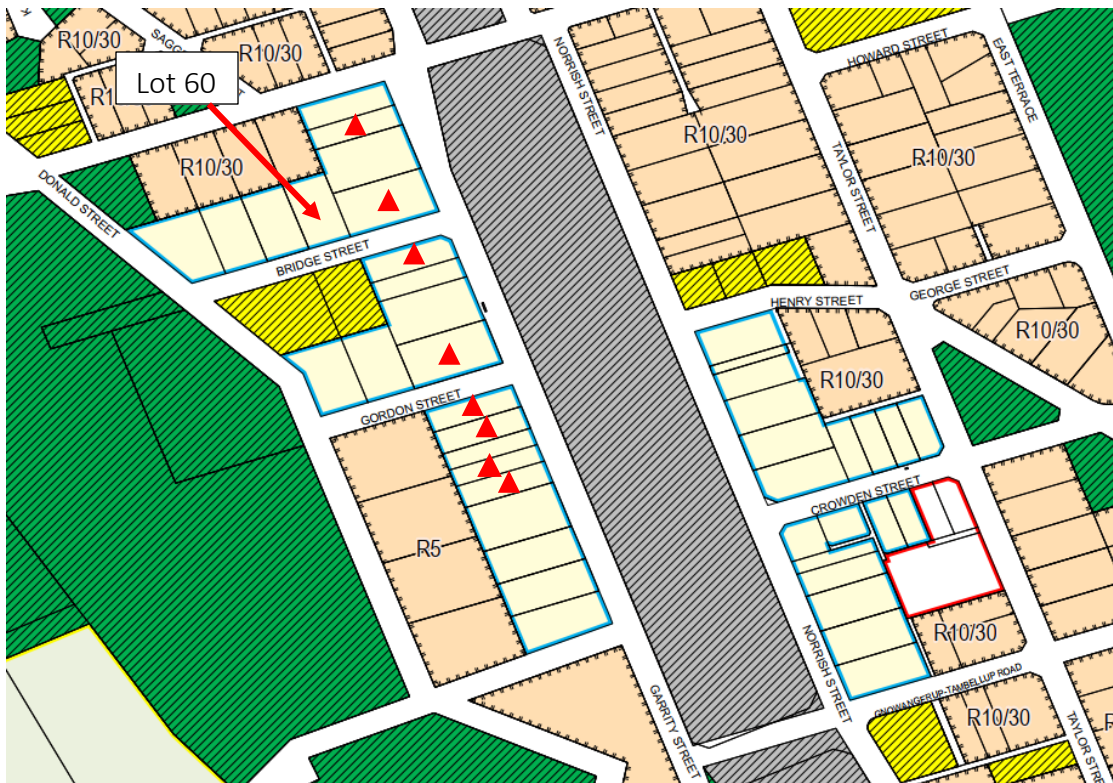 R10/30
SAGG
R10/30
Lot 60
R1
R10/30
NORRISH STREET
HOWARD STREET
EAST TERRACE
R10/30
TAYLOR STREET
R10/30
DONALD STREET
BRIDGE STREET
HENRY STREET
GEORGE STREET
R10/30
R10/30
GORDON STREET
CROWDEN STREET
R5
R10/30
NORRISH STREET
GNOWANGERUP-TAMBELLUP ROAD
GARRITY STREET
R10/30
TAYLOR STR
R